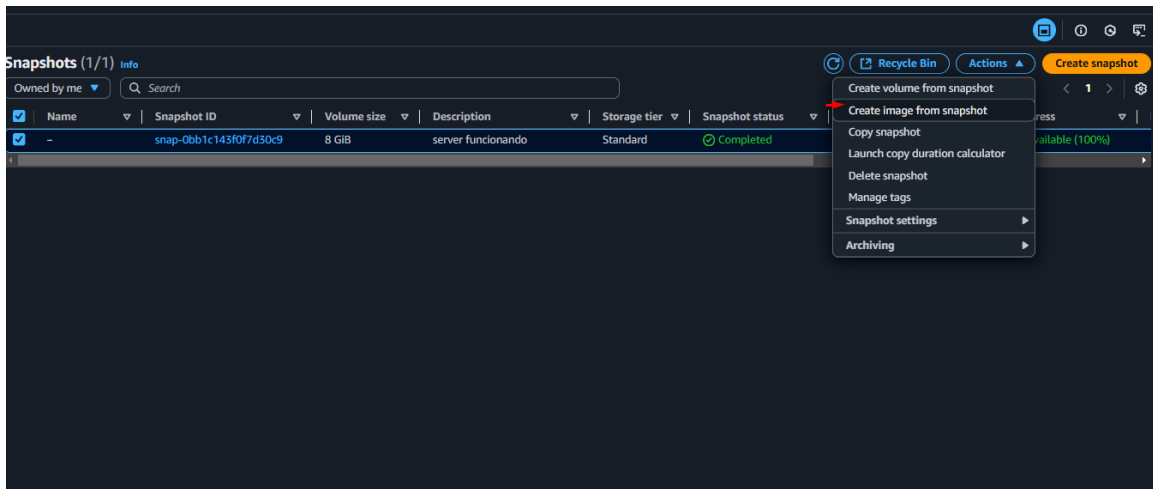 Snapshots (1/1) Info
Recycle Bin Actions Create snapshot
Owned by me Search
Create volume from snapshot
1
Create image from snapshot
Name Snapshot ID Volume size Description Storage tier Snapshot status
Copy snapshot
– snap-0bb1c143f0f7d30c9 8 GiB server funcionando Standard Completed
(100%)
Launch copy duration calculator
Delete snapshot
Manage tags
Snapshot settings
Archiving